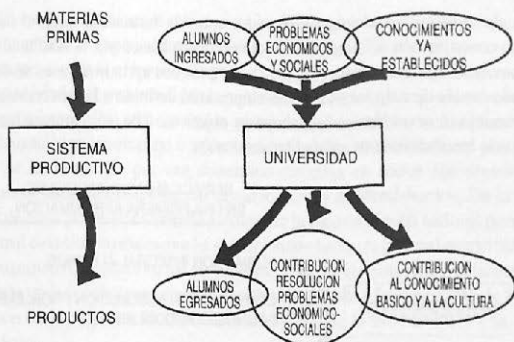 MATERIAS
PRIMAS
ALUMNOS
INGRESADOS
PROBLEMAS
ECONOMICOS
Y SOCIALES
CONOCIMIENTOS
YA
ESTABLECIDOS
SISTEMA
PRODUCTIVO
UNIVERSIDAD
PRODUCTOS
ALUMNOS
EGRESADOS
CONTRIBUCION
RESOLUCION
PROBLEMAS
ECONOMICO-
SOCIALES
CONTRIBUCION
AL CONOCIMIENTO
BASICO Y A LA CULTURA